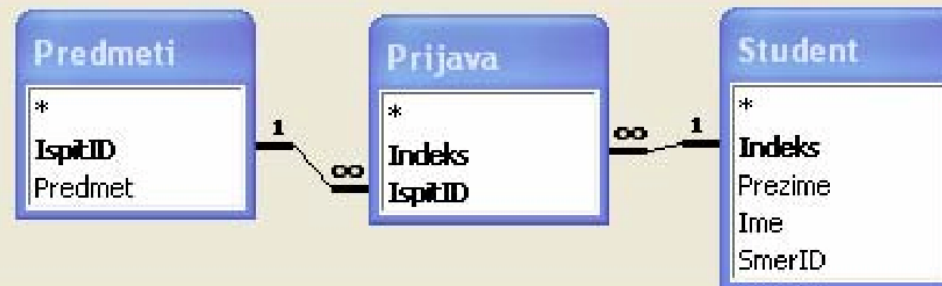 Predmeti
*
IspitID
Predmet
1
∞
Prijava
*
Indeks
IspitID
∞
1
Student
*
Indeks
Prezime
Ime
SmerID